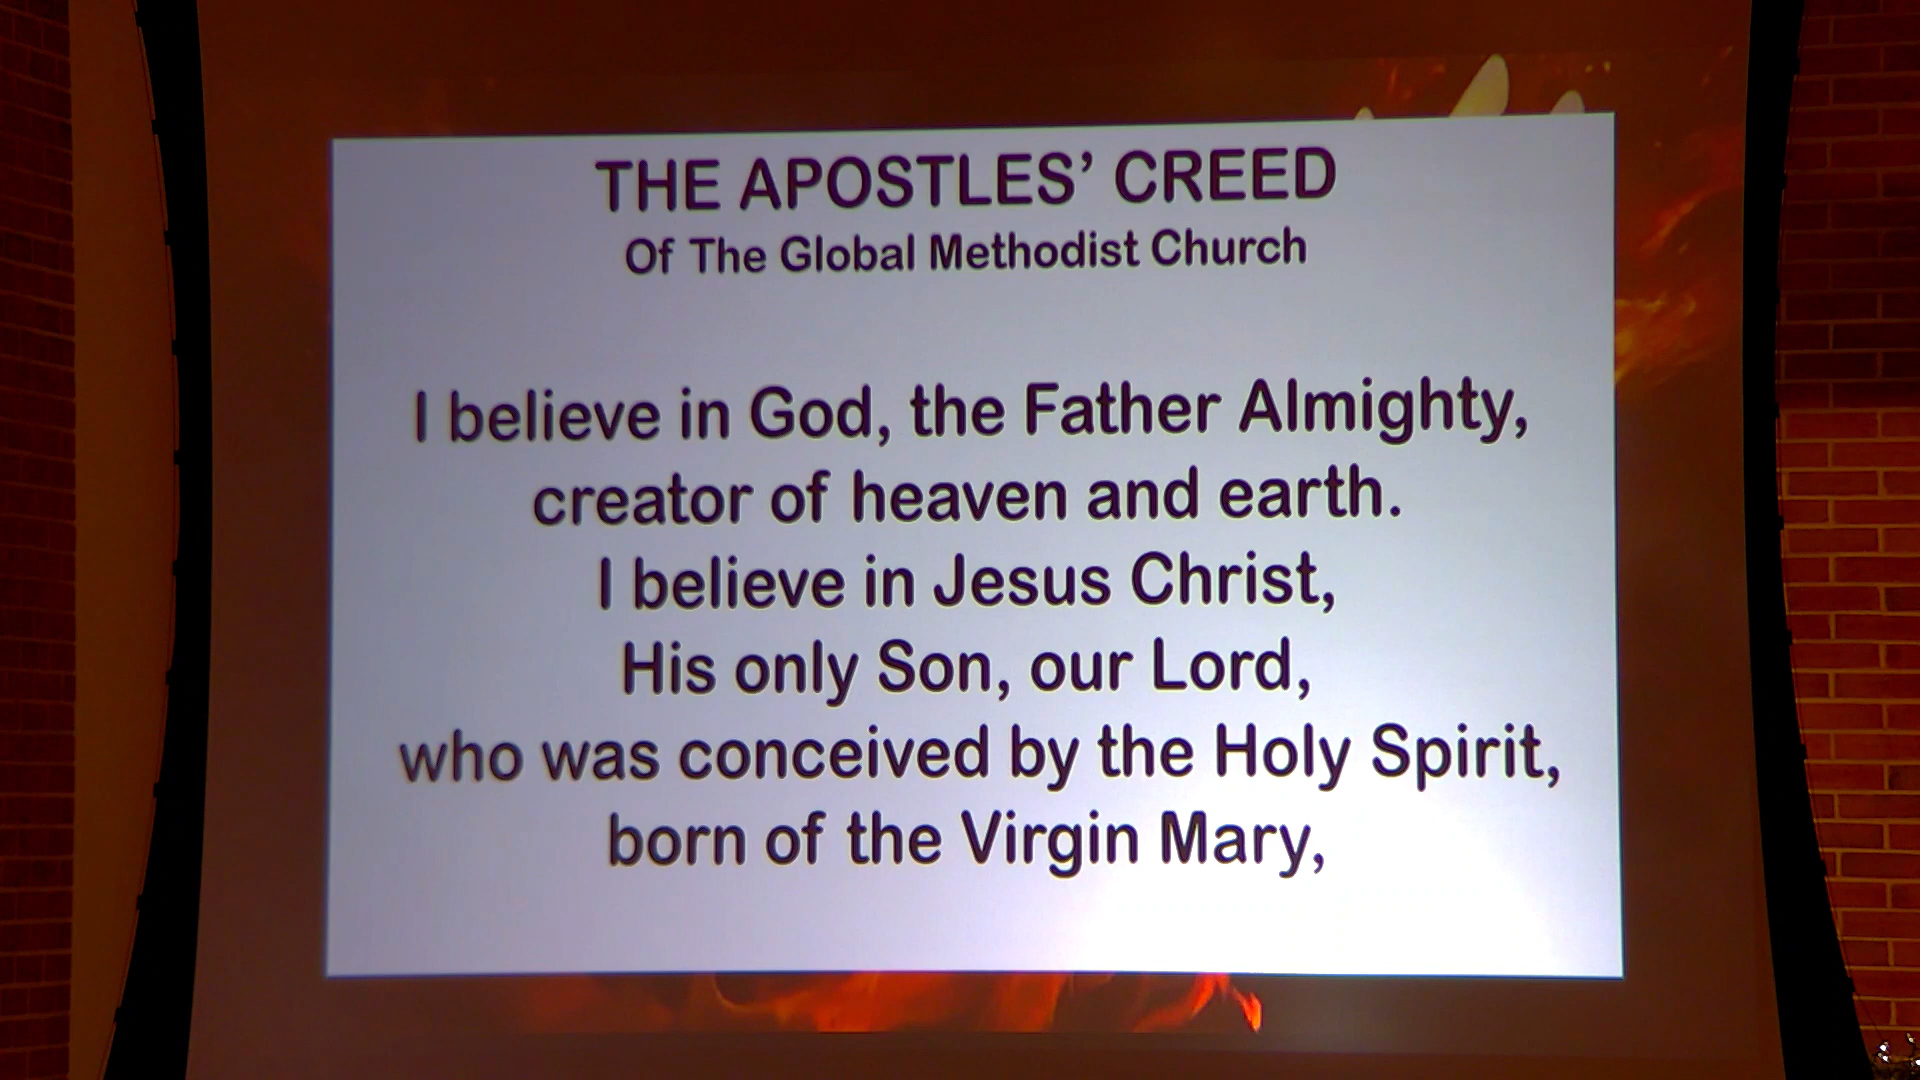 THE APOSTLES’ CREED
Of The Global Methodist Church
I believe in God, the Father Almighty,
creator of heaven and earth.
I believe in Jesus Christ,
His only Son, our Lord,
who was conceived by the Holy Spirit,
born of the Virgin Mary,